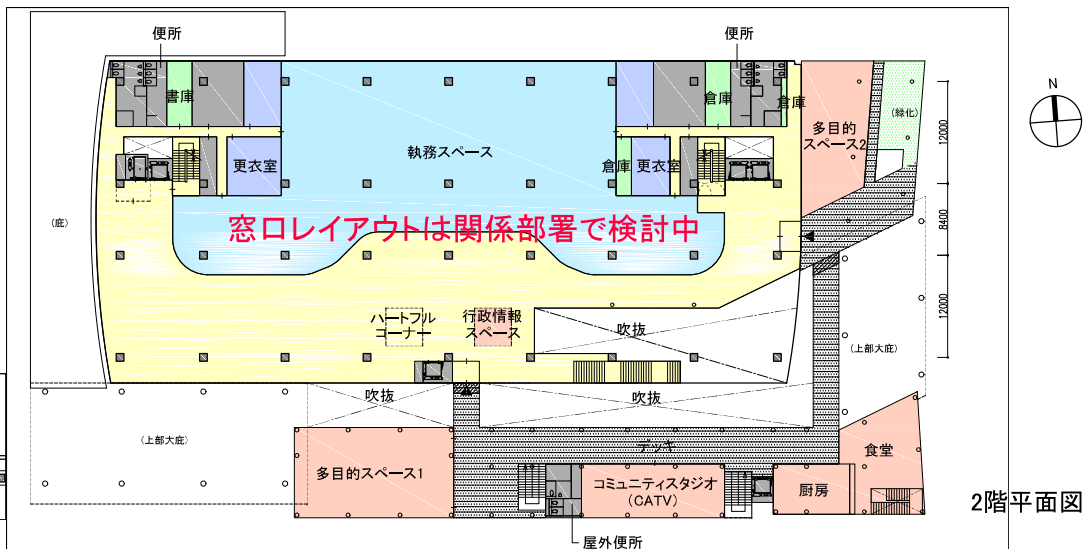 便所
便所
N
書庫
倉庫
倉庫
(緑化)
多目的
スペース2
12000
執務スペース
更衣室
倉庫
更衣室
(庇)
窓口レイアウトは関係部署で検討中
8400
ハートフル
コーナー
行政情報
スペース
12000
吹抜
(上部大庇)
吹抜
吹抜
(上部大庇)
デッキ
食堂
多目的スペース1
コミュニティスタジオ
(CATV)
厨房
2階平面図
屋外便所